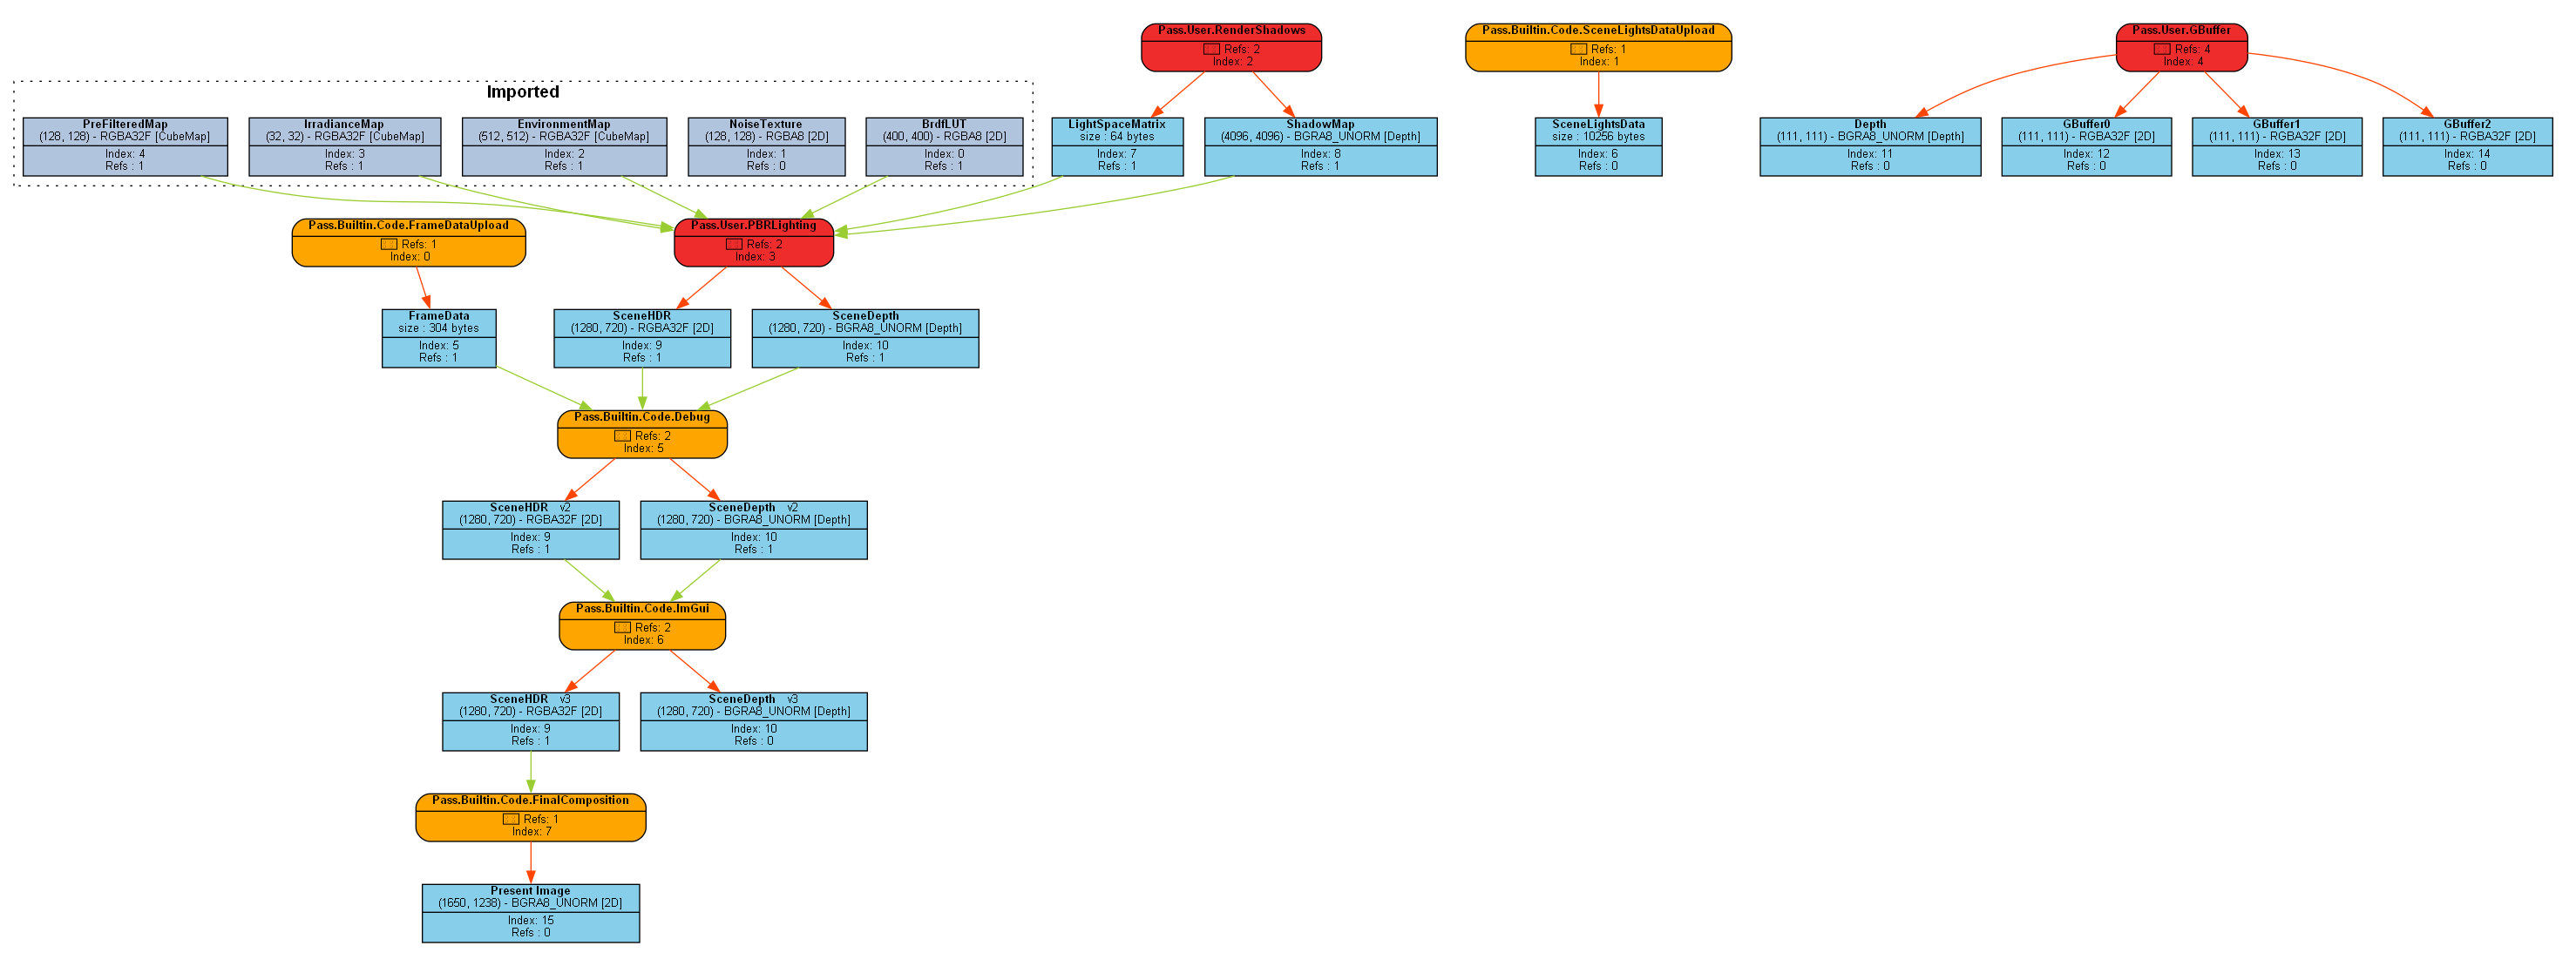 Pass.User.RenderShadows
Refs: 2
Index: 2
Pass.Builtin.Code.SceneLightsDataUpload
Refs: 1
Index: 1
Pass.User.GBuffer
Refs: 4
Index: 4
Imported
PreFilteredMap
(128, 128) - RGBA32F [CubeMap]
Index: 4
Refs : 1
IrradianceMap
(32, 32) - RGBA32F [CubeMap]
Index: 3
Refs : 1
EnvironmentMap
(512, 512) - RGBA32F [CubeMap]
Index: 2
Refs : 1
NoiseTexture
(128, 128) - RGBA8 [2D]
Index: 1
Refs : 0
BrdfLUT
(400, 400) - RGBA8 [2D]
Index: 0
Refs : 1
LightSpaceMatrix
size : 64 bytes
Index: 7
Refs : 1
ShadowMap
(4096, 4096) - BGRA8_UNORM [Depth]
Index: 8
Refs : 1
SceneLightsData
size : 10256 bytes
Index: 6
Refs : 0
Depth
(111, 111) - BGRA8_UNORM [Depth]
Index: 11
Refs : 0
GBuffer0
(111, 111) - RGBA32F [2D]
Index: 12
Refs : 0
GBuffer1
(111, 111) - RGBA32F [2D]
Index: 13
Refs : 0
GBuffer2
(111, 111) - RGBA32F [2D]
Index: 14
Refs : 0
Pass.Builtin.Code.FrameDataUpload
Refs: 1
Index: 0
Pass.User.PBRLighting
Refs: 2
Index: 3
FrameData
size : 304 bytes
Index: 5
Refs : 1
SceneHDR
(1280, 720) - RGBA32F [2D]
Index: 9
Refs : 1
SceneDepth
(1280, 720) - BGRA8_UNORM [Depth]
Index: 10
Refs : 1
Pass.Builtin.Code.Debug
Refs: 2
Index: 5
SceneHDR v2
(1280, 720) - RGBA32F [2D]
Index: 9
Refs : 1
SceneDepth v2
(1280, 720) - BGRA8_UNORM [Depth]
Index: 10
Refs : 1
Pass.Builtin.Code.ImGui
Refs: 2
Index: 6
SceneHDR v3
(1280, 720) - RGBA32F [2D]
Index: 9
Refs : 1
SceneDepth v3
(1280, 720) - BGRA8_UNORM [Depth]
Index: 10
Refs : 0
Pass.Builtin.Code.FinalComposition
Refs: 1
Index: 7
Present Image
(1650, 1238) - BGRA8_UNORM [2D]
Index: 15
Refs : 0